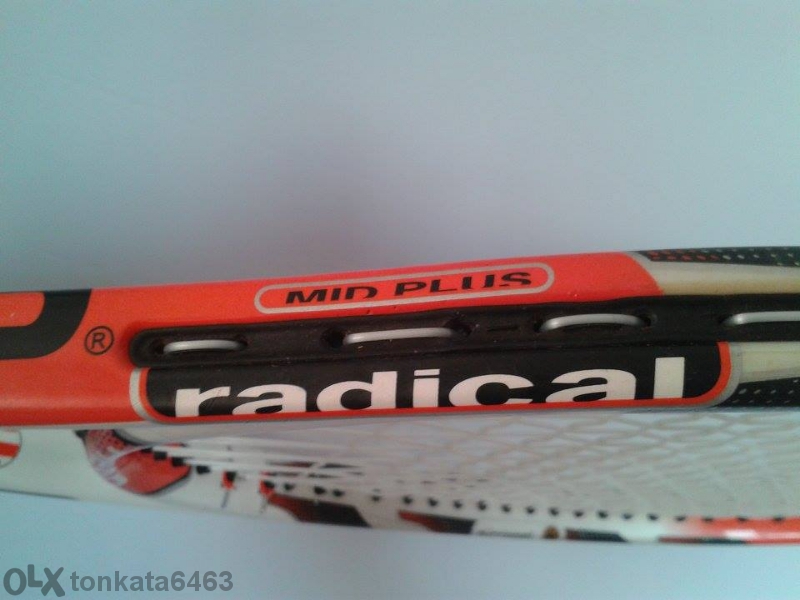 MID PLUS
®
radical
OLX tonkata6463